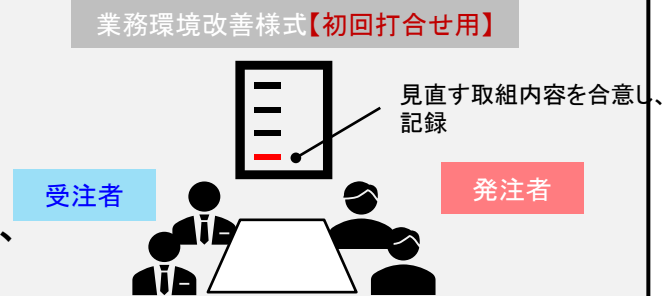 業務環境改善様式【初回打合せ用】
見直す取組内容を合意し、
記録
受注者
発注者
、